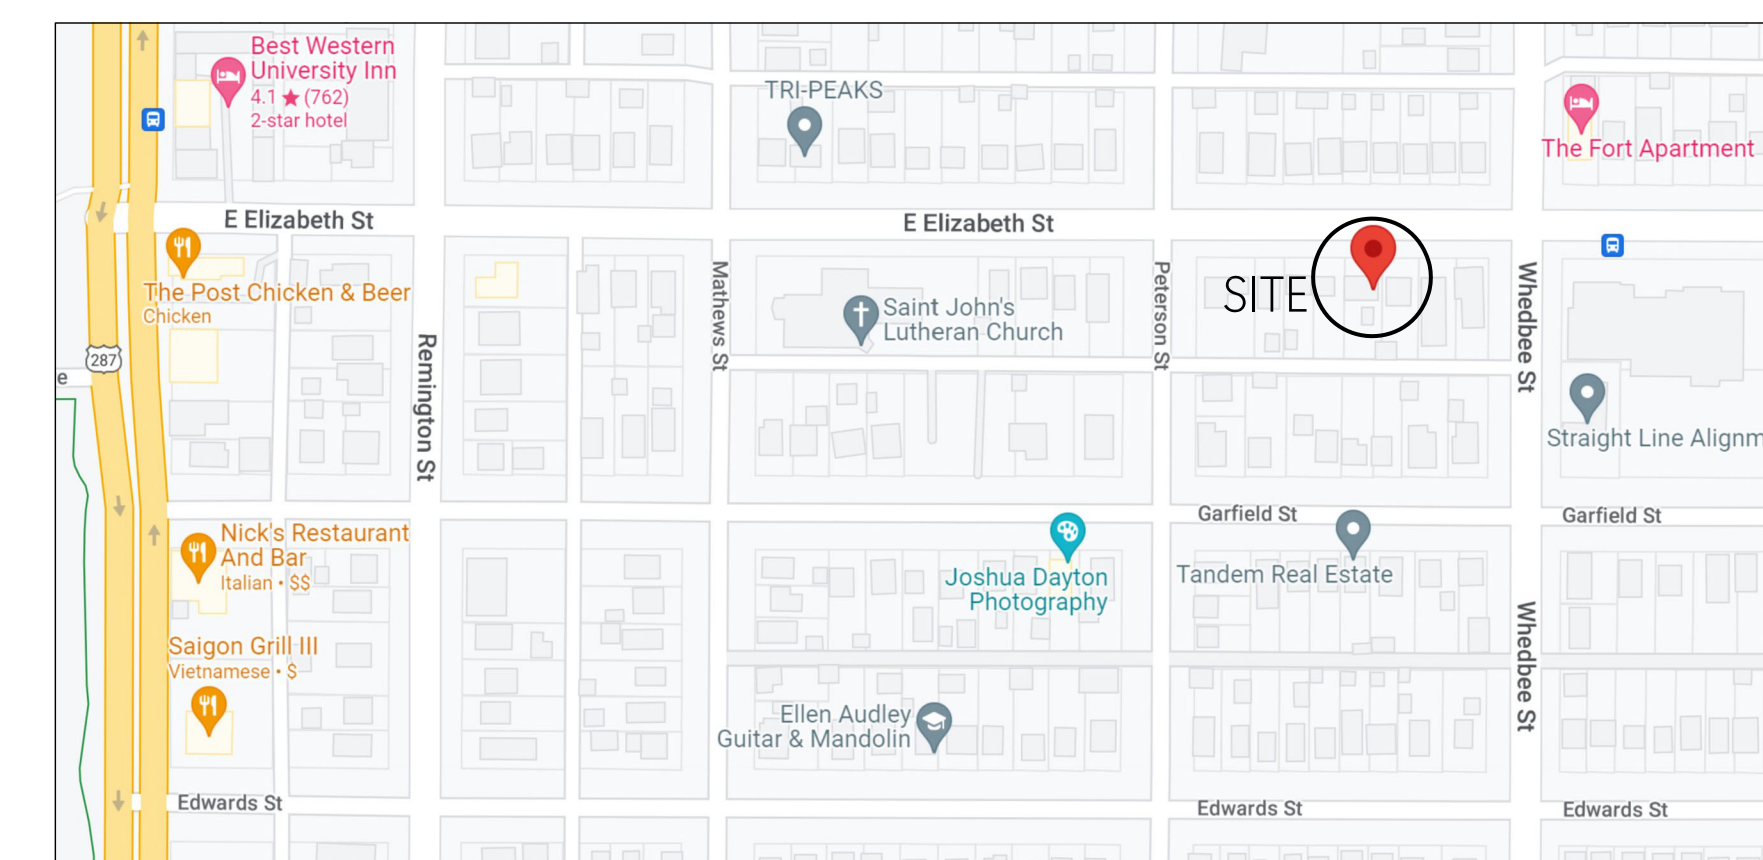 Best Western
University Inn
4.1 ★ (762)
2-star hotel
TRI-PEAKS
The Fort Apartment
E Elizabeth St
E Elizabeth St
The Post Chicken & Beer
Chicken
287
e
Remington St
Mathews St
Saint John's
Lutheran Church
Peterson St
SITE
Whedbee St
Straight Line Alignm
Garfield St
Garfield St
Nick's Restaurant
And Bar
Italian • $$
Joshua Dayton
Photography
Tandem Real Estate
Saigon Grill III
Vietnamese • $
Whedbee St
Ellen Audley
Guitar & Mandolin
Edwards St
Edwards St
Edwards St